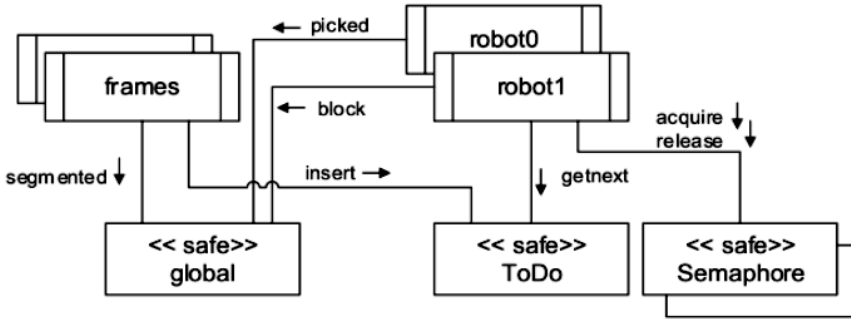 ← picked
robot0
frames
robot1
← block
acquire ↓
release ↓
segmented ↓
insert →
↓ getnext
<< safe>>
global
<< safe>>
ToDo
<< safe>>
Semaphore